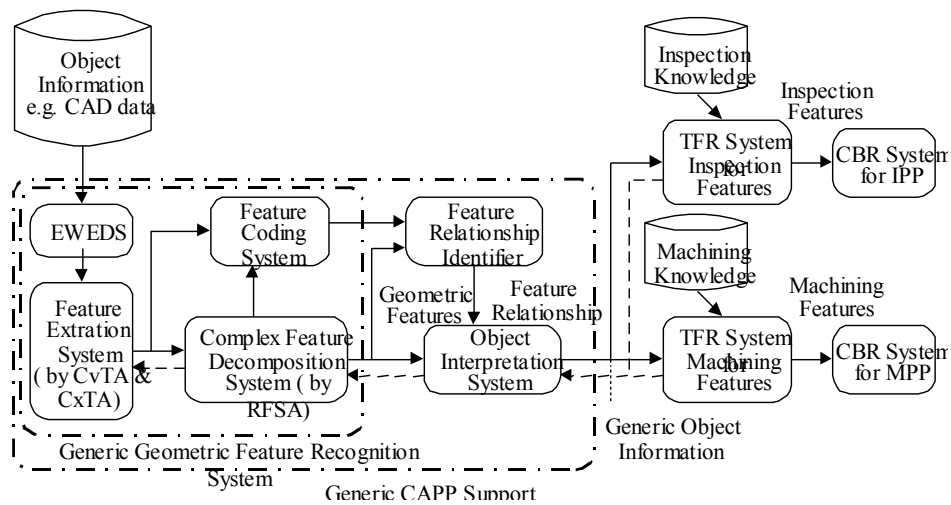 Object
Information
e.g. CAD data
Inspection
Knowledge
Inspection
Features
TFR System
for
Inspection
Features
CBR System
for IPP
EWEDS
Feature
Coding
System
Feature
Relationship
Identifier
Machining
Knowledge
Machining
Features
Geometric
Features
Feature
Relationship
Feature
Extration
System
( by CvTA &
CxTA)
Complex Feature
Decomposition
System ( by
RFSA)
Object
Interpretation
System
TFR System
for
Machining
Features
CBR System
for MPP
Generic Object
Information
Generic Geometric Feature Recognition
System
Generic CAPP Support